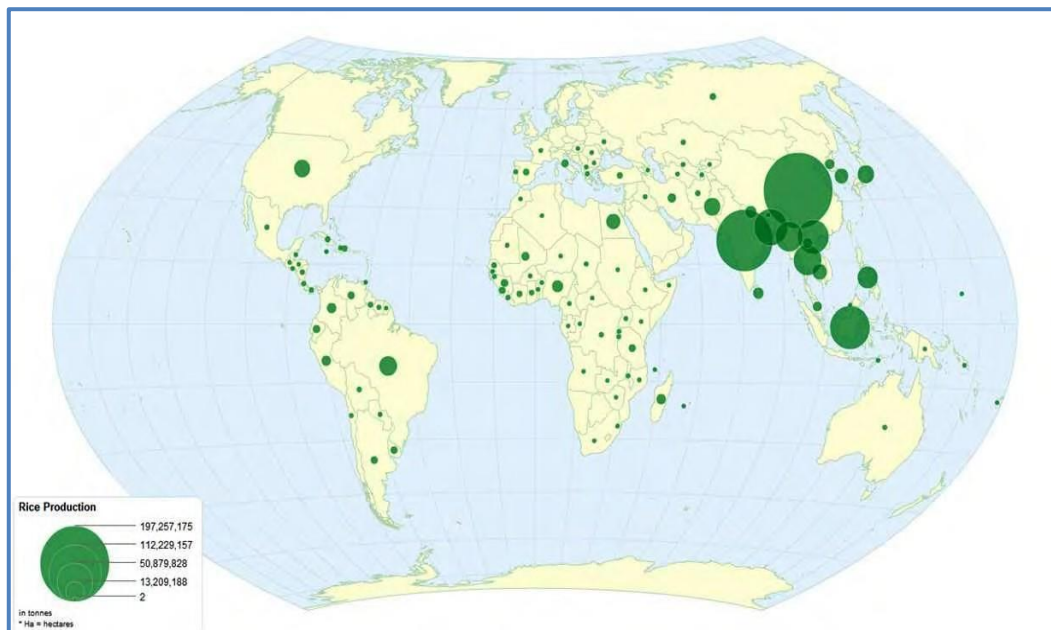 Rice Production
197,257,175
112,229,157
50,879,828
13,209,188
2
in tonnes
* Ha = hectares